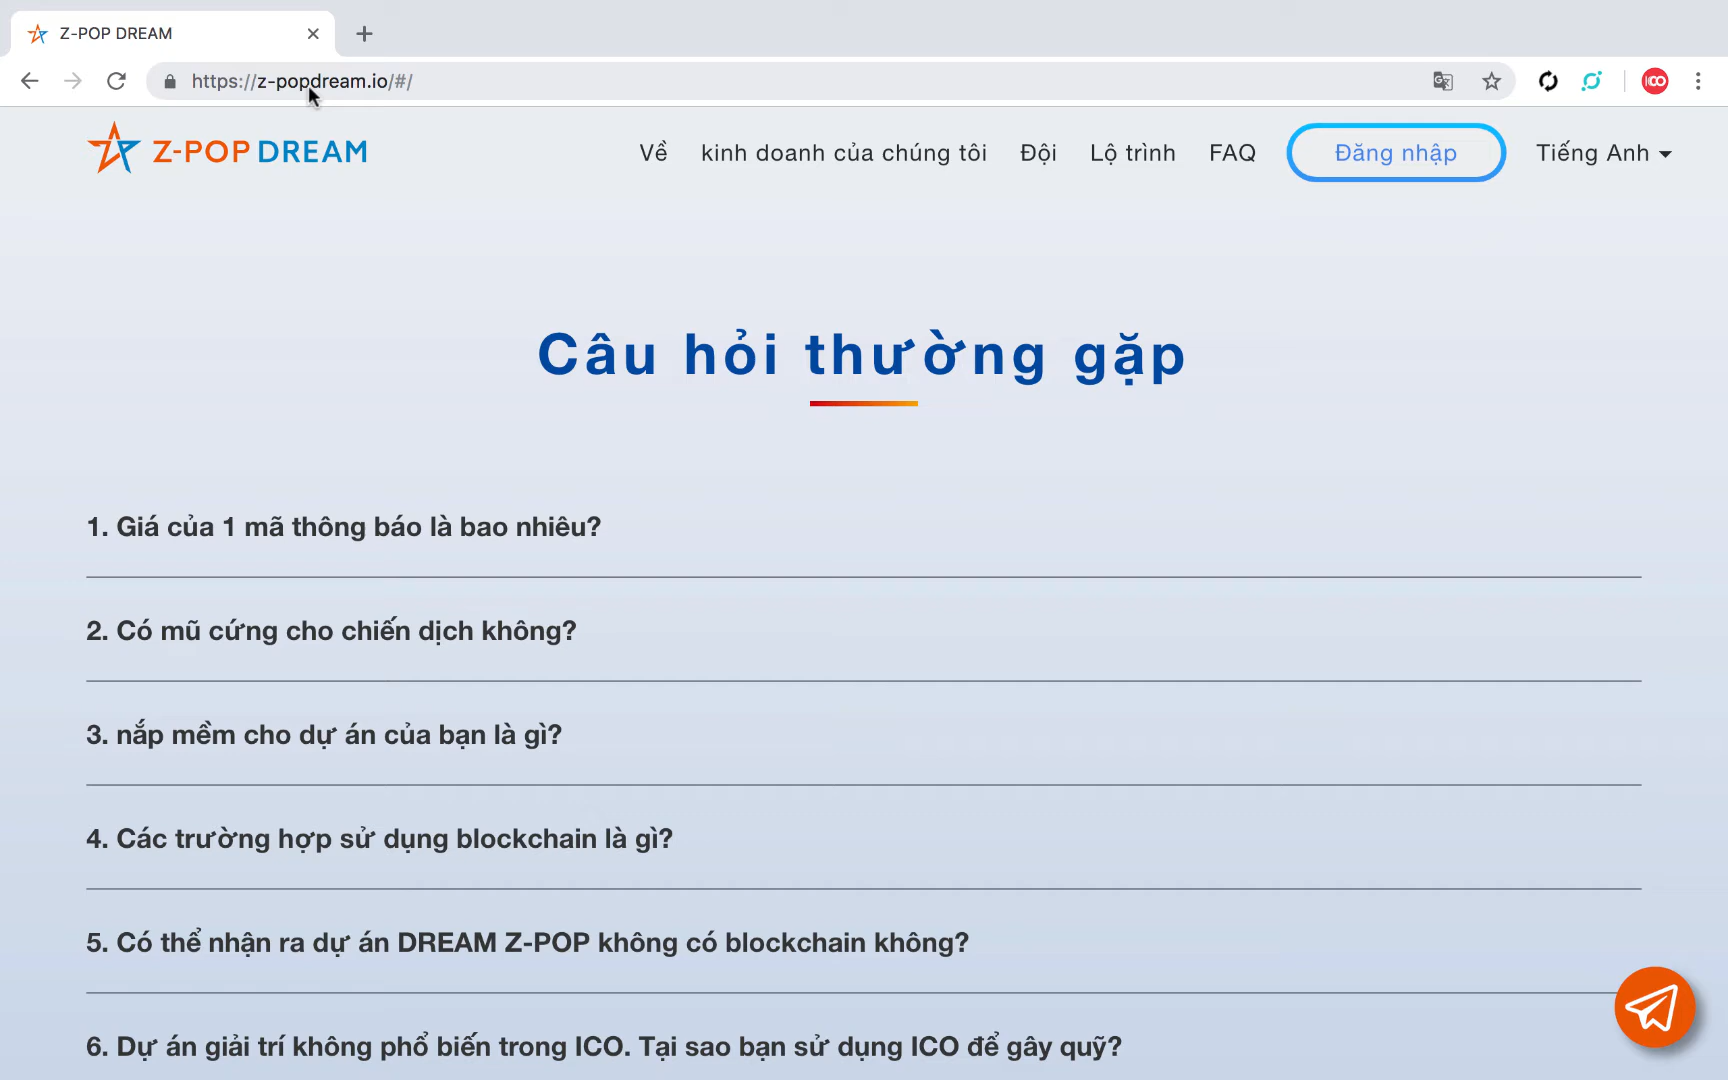 Z-POP DREAM
https://z-popdream.io/#/
Z-POP DREAM
Về
kinh doanh của chúng tôi
Đội
Lộ trình
FAQ
Đăng nhập
Tiếng Anh
Câu hỏi thường gặp
1. Giá của 1 mã thông báo là bao nhiêu?
2. Có mũ cứng cho chiến dịch không?
3. nắp mềm cho dự án của bạn là gì?
4. Các trường hợp sử dụng blockchain là gì?
5. Có thể nhận ra dự án DREAM Z-POP không có blockchain không?
6. Dự án giải trí không phổ biến trong ICO. Tại sao bạn sử dụng ICO để gây quỹ?